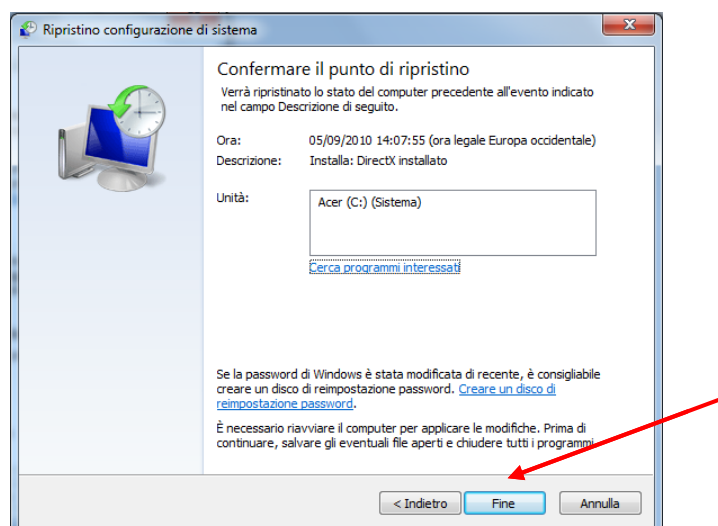 Ripristino configurazione di sistema
Confermare il punto di ripristino
Verrà ripristinato lo stato del computer precedente all'evento indicato
nel campo Descrizione di seguito.
Ora: 05/09/2010 14:07:55 (ora legale Europa occidentale)
Descrizione: Installa: DirectX installato
Unità: Acer (C:) (Sistema)
Cerca programmi interessati
Se la password di Windows è stata modificata di recente, è consigliabile
creare un disco di reimpostazione password. Creare un disco di
reimpostazione password.
È necessario riavviare il computer per applicare le modifiche. Prima di
continuare, salvare gli eventuali file aperti e chiudere tutti i programmi.
< Indietro Fine Annulla